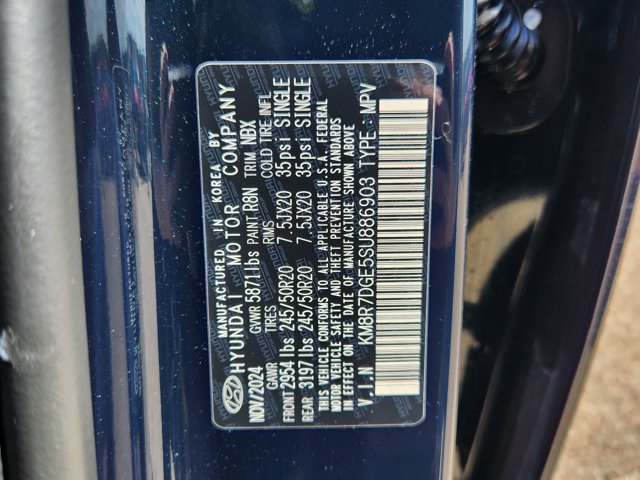 MANUFACTURED IN KOREA BY
HYUNDAI MOTOR COMPANY
NOV/2024 GVWR 5871lbs PAINT RBN TRIM NBX
GAWR TIRES RIMS COLD TIRE INFL
FRONT 2954 lbs 245/50R20 7.5JX20 35psi SINGLE
REAR 3197 lbs 245/50R20 7.5JX20 35psi SINGLE
THIS VEHICLE CONFORMS TO ALL APPLICABLE U.S.A. FEDERAL
MOTOR VEHICLE SAFETY AND THEFT PREVENTION STANDARDS
IN EFFECT ON THE DATE OF MANUFACTURE SHOWN ABOVE
V.I.N KM8R7DGE5SU886903 TYPE : MPV